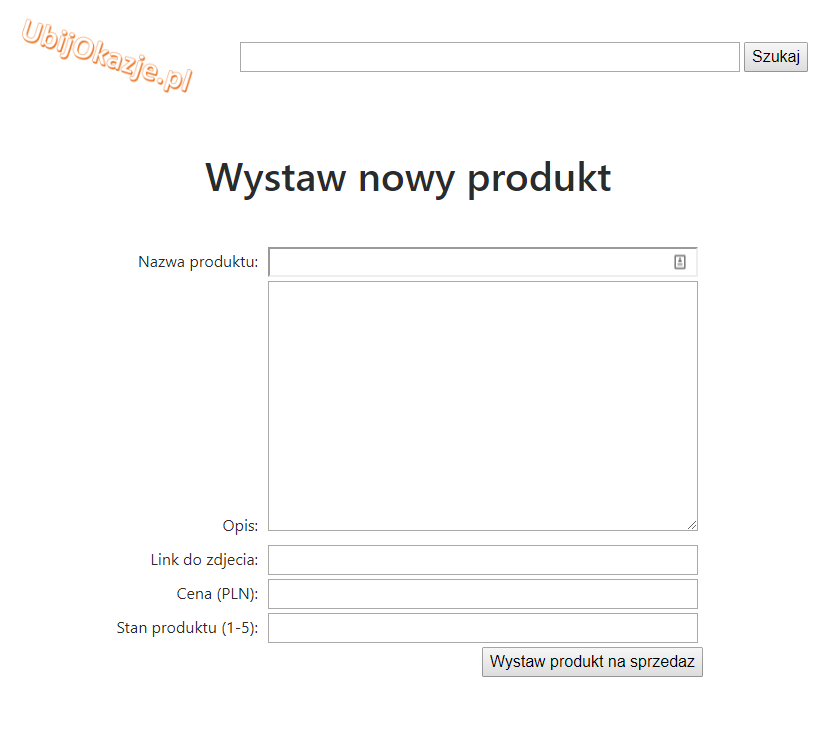 UbijOkazje.pl
Szukaj
Wystaw nowy produkt
Nazwa produktu:
Opis:
Link do zdjecia:
Cena (PLN):
Stan produktu (1-5):
Wystaw produkt na sprzedaz